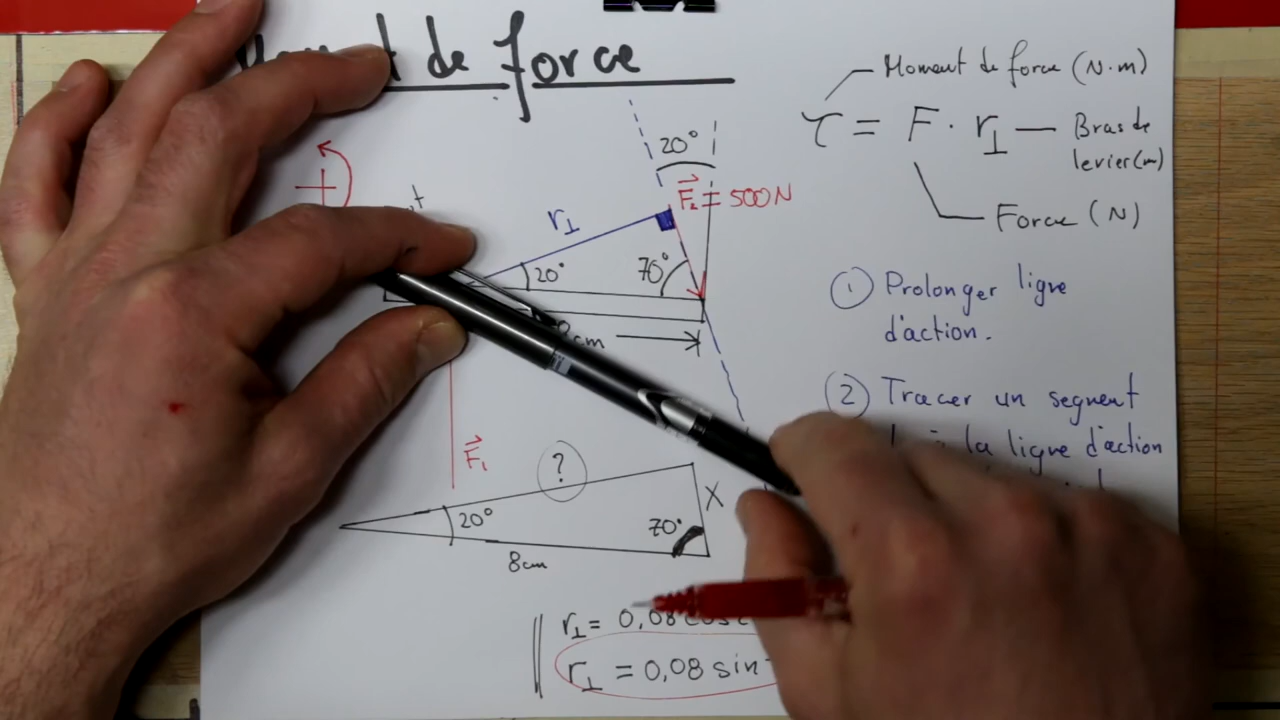 de force
Moment de force (N·m)
τ = F · r⊥
Bras de
levier (m)
Force (N)
20°
F₂ = 500N
r⊥
+
20°
70°
cm
F₁
?
20°
70°
X
8cm
r⊥ = 0,08 cos
r⊥ = 0,08 sin
① Prolonger ligne
d'action.
② Tracer un segment
à la ligne d'action